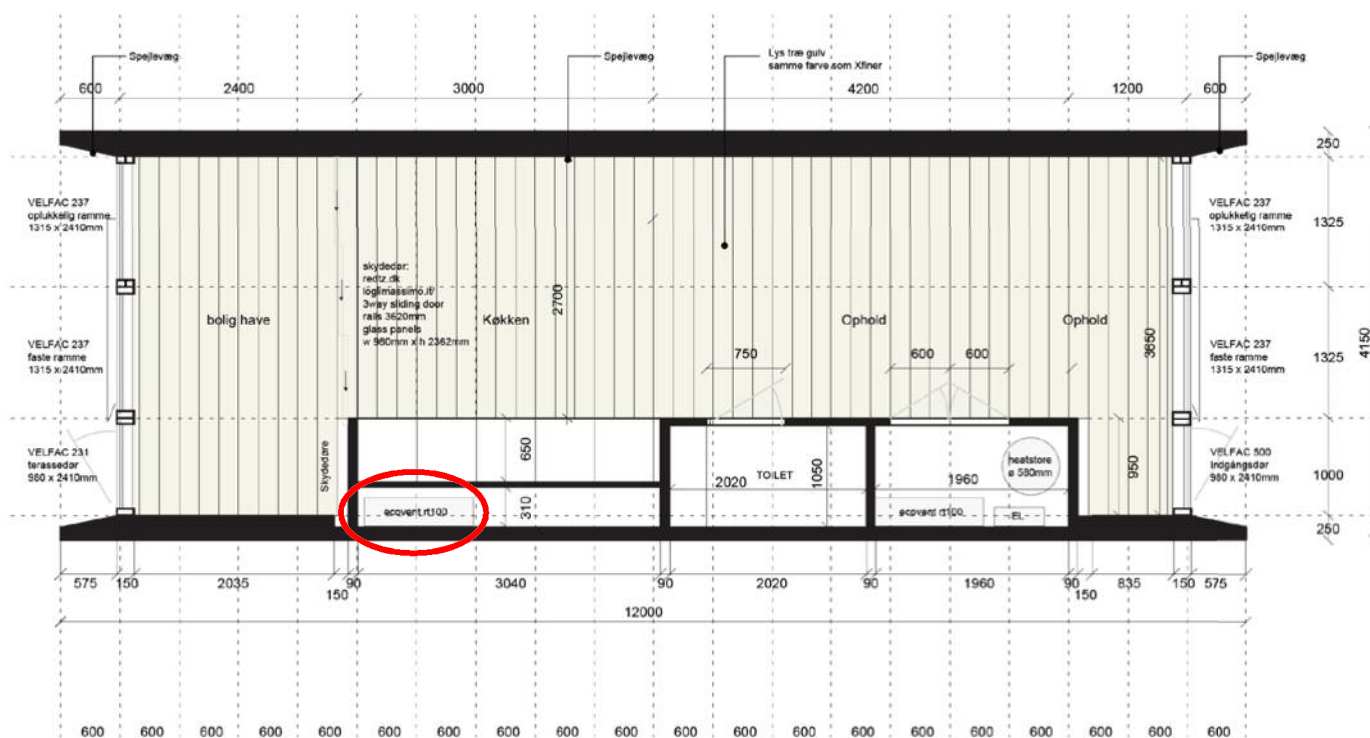 Spejlevæg
Spejlevæg
Lys træ gulv
samme farve som Xfiner
Spejlevæg
600
2400
3000
4200
1200
600
250
VELFAC 237
oplukkelig ramme
1315 x 2410mm
VELFAC 237
oplukkelig ramme
1315 x 2410mm
1325
skydedør:
redtz.dk
loglimassimo.it/
3way sliding door
rails 3620mm
glass panels
w 980mm x h 2362mm
2700
bolig have
Køkken
Ophold
Ophold
VELFAC 237
faste ramme
1315 x 2410mm
750
600
600
3850
VELFAC 237
faste ramme
1315 x 2410mm
1325
4150
VELFAC 231
terassedør
980 x 2410mm
Skydedøre
650
TOILET
2020
1050
1960
heatstore
ø 580mm
950
VELFAC 500
Indgångsdør
980 x 2410mm
1000
ecovent rt100
310
ecovent rt100
EL
250
575
150
2035
150
90
3040
90
2020
90
1960
90
150
835
150
575
12000
600 600 600 600 600 600 600 600 600 600 600 600 600 600 600 600 600 600 600 600